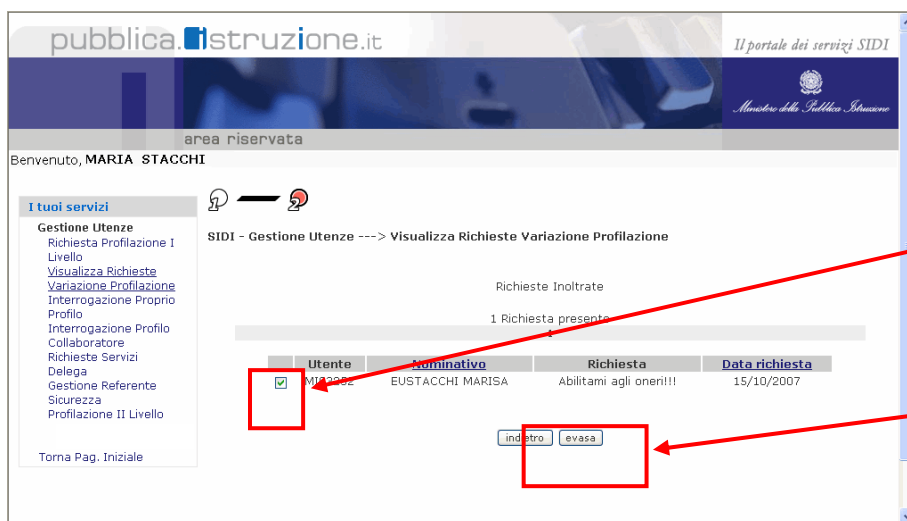 pubblica.istruzione.it
Il portale dei servizi SIDI
Ministero della Pubblica Istruzione
area riservata
Benvenuto, MARIA STACCHI
I tuoi servizi
Gestione Utenze
Richiesta Profilazione I
Livello
Visualizza Richieste
Variazione Profilazione
Interrogazione Proprio
Profilo
Interrogazione Profilo
Collaboratore
Richieste Servizi
Delega
Gestione Referente
Sicurezza
Profilazione II Livello
Torna Pag. Iniziale
1 2
SIDI - Gestione Utenze ---> Visualizza Richieste Variazione Profilazione
Richieste Inoltrate
1 Richiesta presente
1
Utente Nominativo Richiesta Data richiesta
EUSTACCHI MARISA Abilitami agli oneri!!! 15/10/2007
indietro evasa